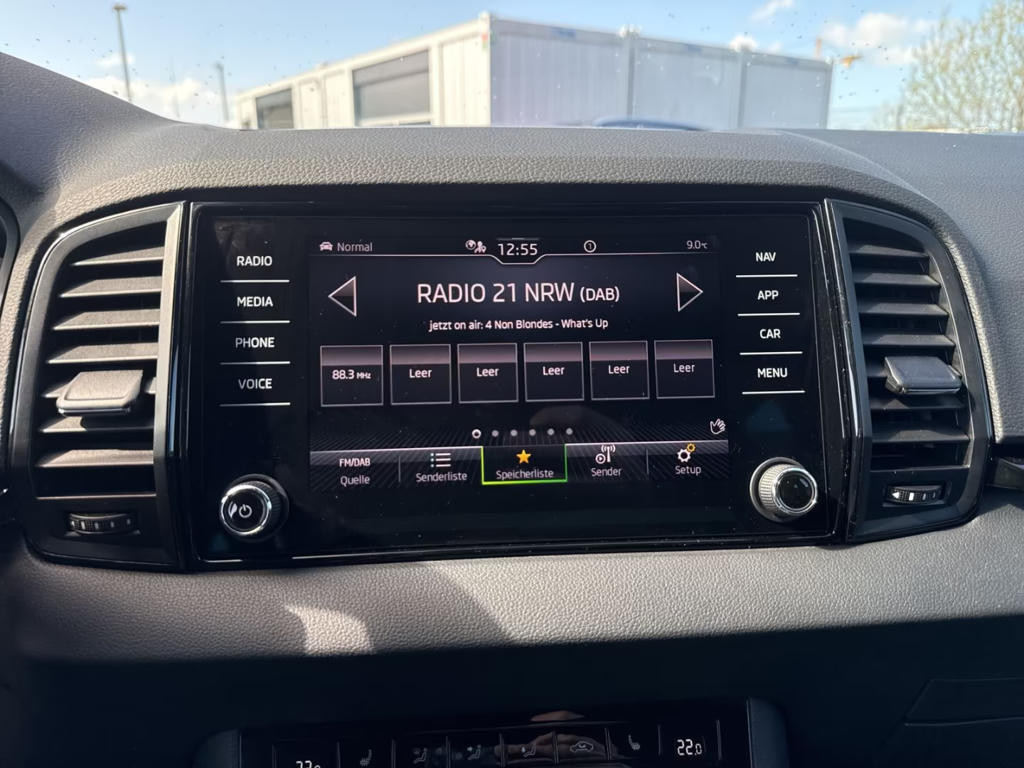 Normal 12:55 1 9.0°C
RADIO
MEDIA
PHONE
VOICE
RADIO 21 NRW (DAB)
jetzt on air: 4 Non Blondes - What's Up
88.3 MHz Leer Leer Leer Leer Leer
FM/DAB
Quelle Senderliste Speicherliste Sender Setup
NAV
APP
CAR
MENU
22.0